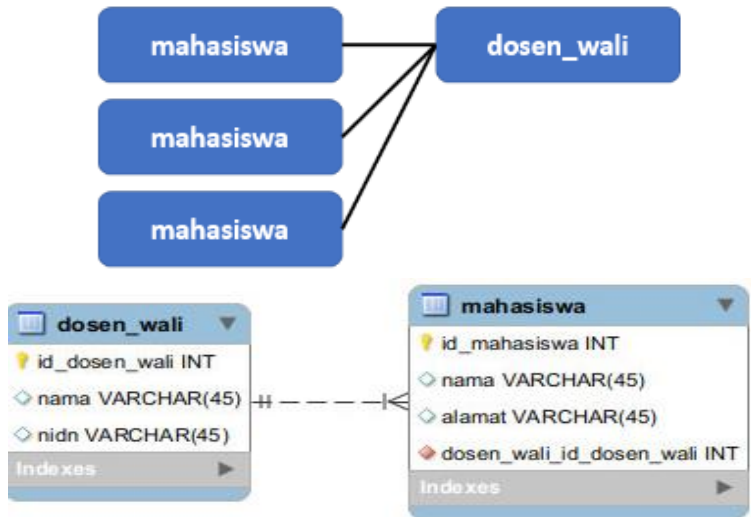 mahasiswa
dosen_wali
mahasiswa
mahasiswa
dosen_wali
id_dosen_wali INT
nama VARCHAR(45)
nidn VARCHAR(45)
Indexes
mahasiswa
id_mahasiswa INT
nama VARCHAR(45)
alamat VARCHAR(45)
dosen_wali_id_dosen_wali INT
Indexes